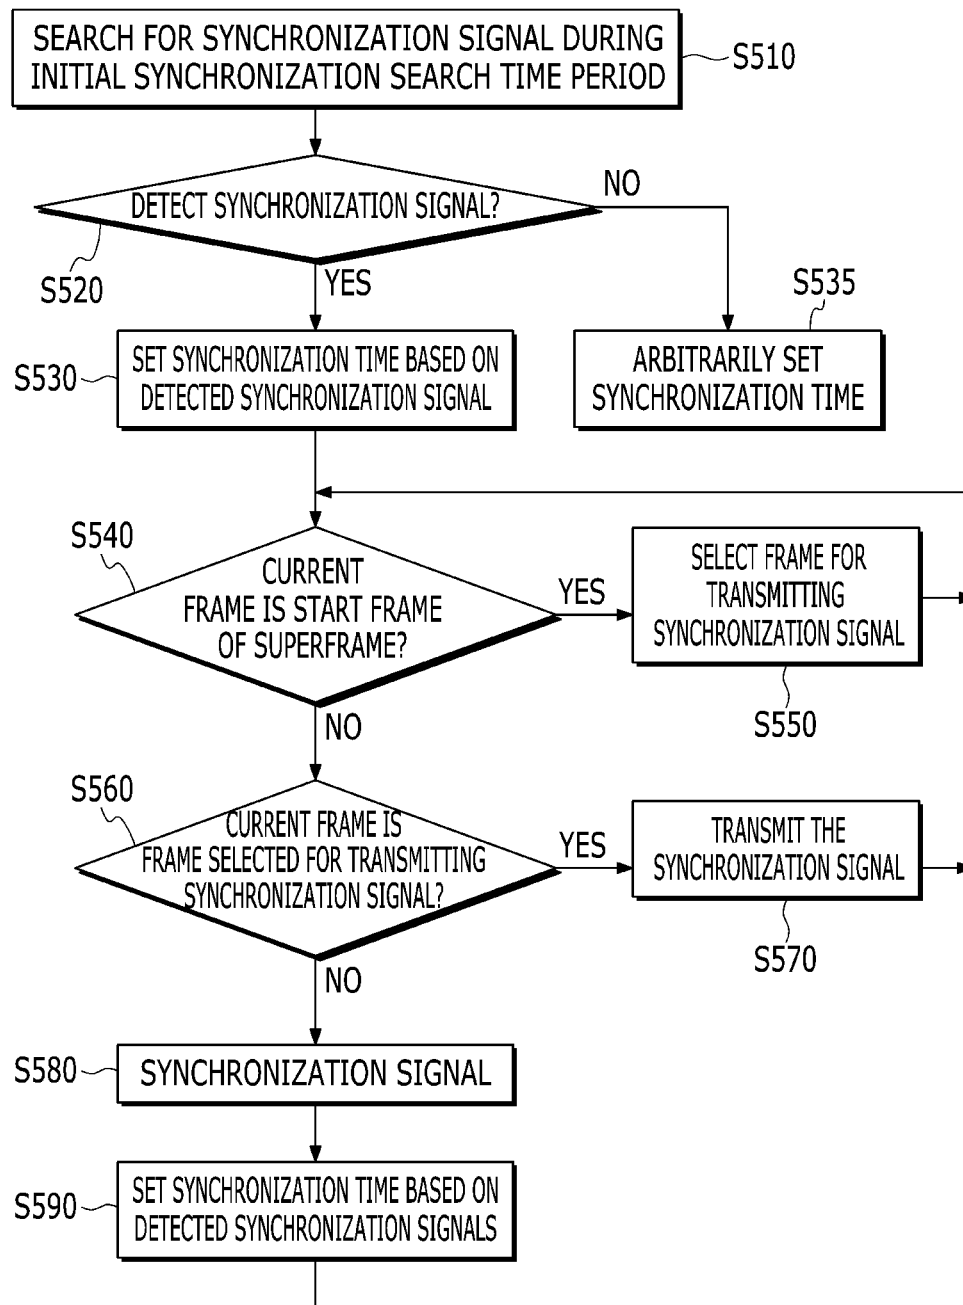 SEARCH FOR SYNCHRONIZATION SIGNAL DURING
INITIAL SYNCHRONIZATION SEARCH TIME PERIOD
S510
DETECT SYNCHRONIZATION SIGNAL?
NO
S520
YES
S535
S530
SET SYNCHRONIZATION TIME BASED ON
DETECTED SYNCHRONIZATION SIGNAL
ARBITRARILY SET
SYNCHRONIZATION TIME
S540
CURRENT
FRAME IS START FRAME
OF SUPERFRAME?
YES
SELECT FRAME FOR
TRANSMITTING
SYNCHRONIZATION SIGNAL
S550
NO
S560
CURRENT FRAME IS
FRAME SELECTED FOR TRANSMITTING
SYNCHRONIZATION SIGNAL?
YES
TRANSMIT THE
SYNCHRONIZATION SIGNAL
S570
NO
S580
SYNCHRONIZATION SIGNAL
S590
SET SYNCHRONIZATION TIME BASED ON
DETECTED SYNCHRONIZATION SIGNALS